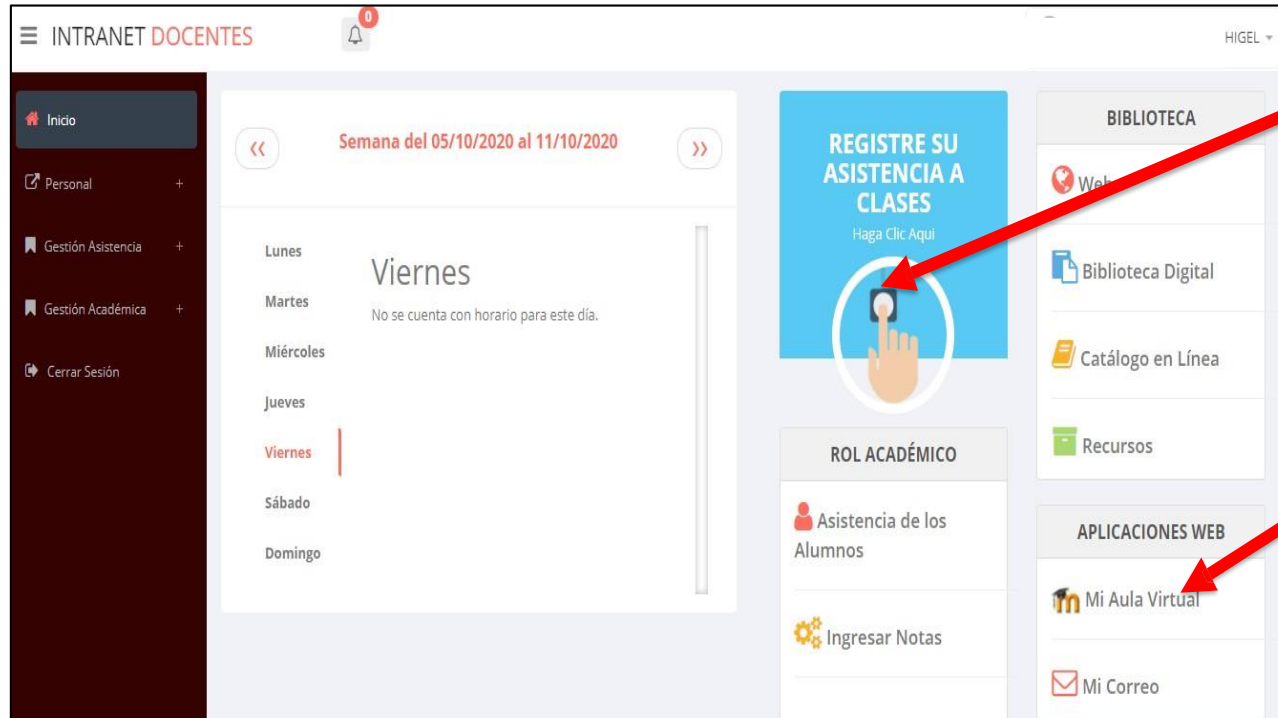 INTRANET DOCENTES
0
HIGEL
Inicio
Personal +
Gestión Asistencia +
Gestión Académica +
Cerrar Sesión
Semana del 05/10/2020 al 11/10/2020
Lunes
Martes
Miércoles
Jueves
Viernes
Sábado
Domingo
Viernes
No se cuenta con horario para este día.
REGISTRE SU
ASISTENCIA A
CLASES
Haga Clic Aqui
ROL ACADÉMICO
Asistencia de los
Alumnos
Ingresar Notas
BIBLIOTECA
Web
Biblioteca Digital
Catálogo en Línea
Recursos
APLICACIONES WEB
Mi Aula Virtual
Mi Correo